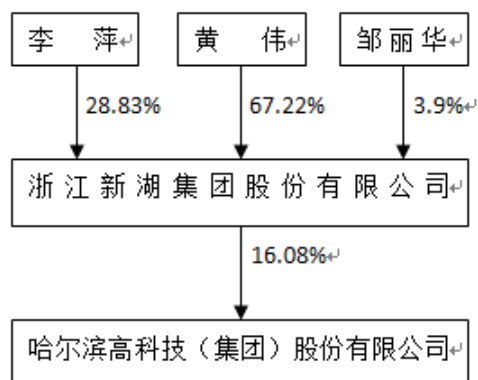 李 萍 黄 伟 邹丽华
28.83% 67.22% 3.9%
浙江新湖集团股份有限公司
16.08%
哈尔滨高科技（集团）股份有限公司